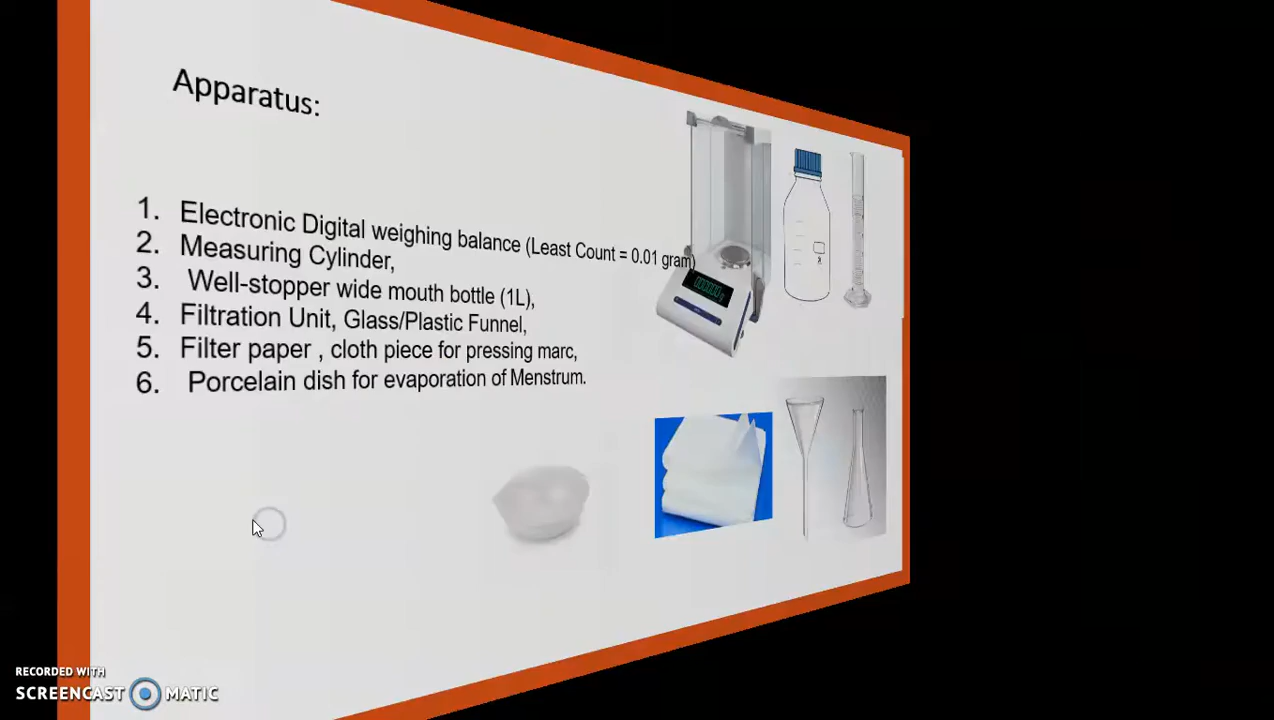 Apparatus:
1. Electronic Digital weighing balance (Least Count = 0.01 gram)
2. Measuring Cylinder,
3. Well-stopper wide mouth bottle (1L),
4. Filtration Unit, Glass/Plastic Funnel,
5. Filter paper , cloth piece for pressing marc,
6. Porcelain dish for evaporation of Menstrum.
RECORDED WITH
SCREENCAST MATIC